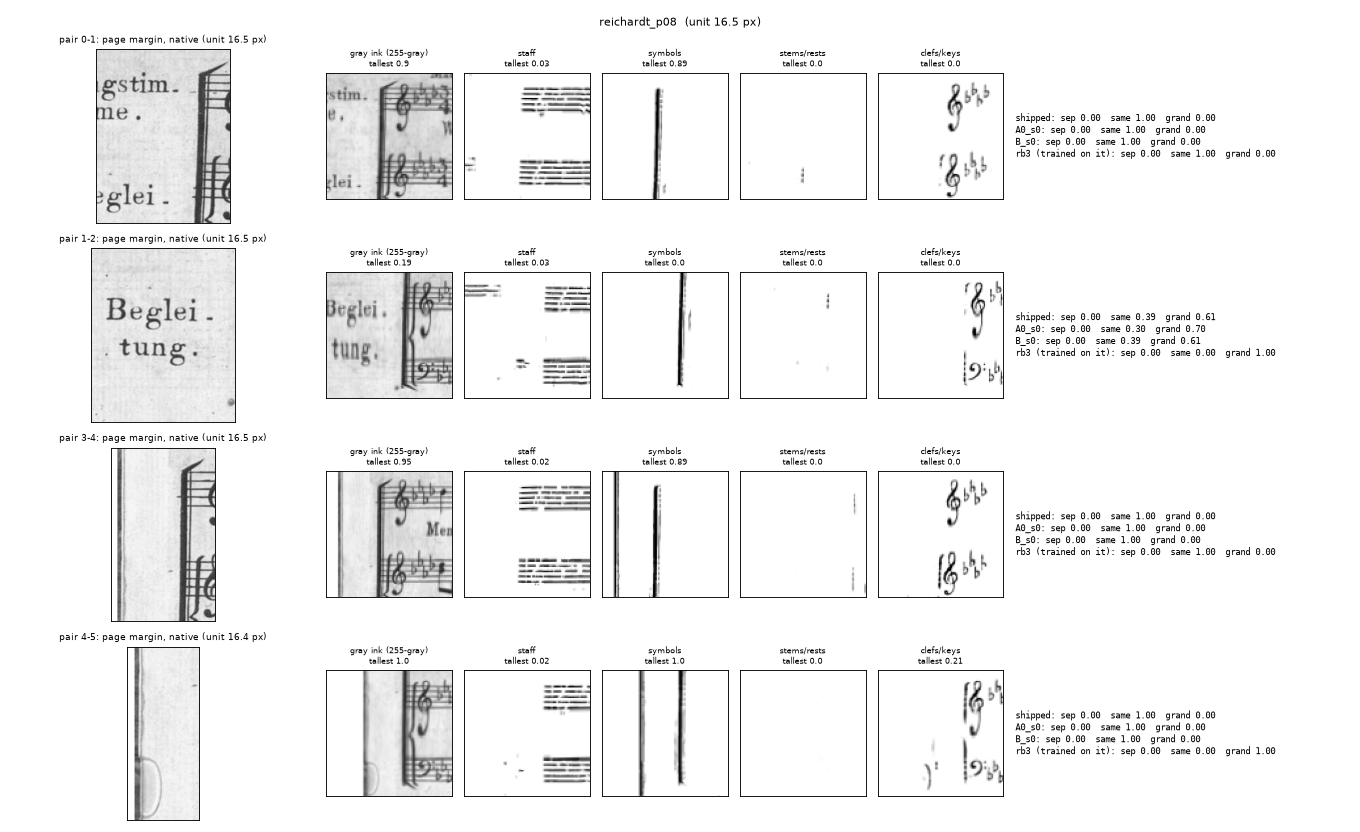 reichardt_p08 (unit 16.5 px)
pair 0-1: page margin, native (unit 16.5 px)
gstim.
me.
eglei.
gray ink (255-gray)
tallest 0.9
stim.
e.
glei.
3
4
W
3
4
staff
tallest 0.03
symbols
tallest 0.89
stems/rests
tallest 0.0
clefs/keys
tallest 0.0
shipped: sep 0.00 same 1.00 grand 0.00
A0_s0: sep 0.00 same 1.00 grand 0.00
B_s0: sep 0.00 same 1.00 grand 0.00
rb3 (trained on it): sep 0.00 same 1.00 grand 0.00
pair 1-2: page margin, native (unit 16.5 px)
Beglei.
tung.
gray ink (255-gray)
tallest 0.19
Beglei.
tung.
staff
tallest 0.03
symbols
tallest 0.0
stems/rests
tallest 0.0
clefs/keys
tallest 0.0
shipped: sep 0.00 same 0.39 grand 0.61
A0_s0: sep 0.00 same 0.30 grand 0.70
B_s0: sep 0.00 same 0.39 grand 0.61
rb3 (trained on it): sep 0.00 same 0.00 grand 1.00
pair 3-4: page margin, native (unit 16.5 px)
gray ink (255-gray)
tallest 0.95
Men
staff
tallest 0.02
symbols
tallest 0.89
stems/rests
tallest 0.0
clefs/keys
tallest 0.0
shipped: sep 0.00 same 1.00 grand 0.00
A0_s0: sep 0.00 same 1.00 grand 0.00
B_s0: sep 0.00 same 1.00 grand 0.00
rb3 (trained on it): sep 0.00 same 1.00 grand 0.00
pair 4-5: page margin, native (unit 16.4 px)
gray ink (255-gray)
tallest 1.0
staff
tallest 0.02
symbols
tallest 1.0
stems/rests
tallest 0.0
clefs/keys
tallest 0.21
shipped: sep 0.00 same 1.00 grand 0.00
A0_s0: sep 0.00 same 1.00 grand 0.00
B_s0: sep 0.00 same 1.00 grand 0.00
rb3 (trained on it): sep 0.00 same 0.00 grand 1.00